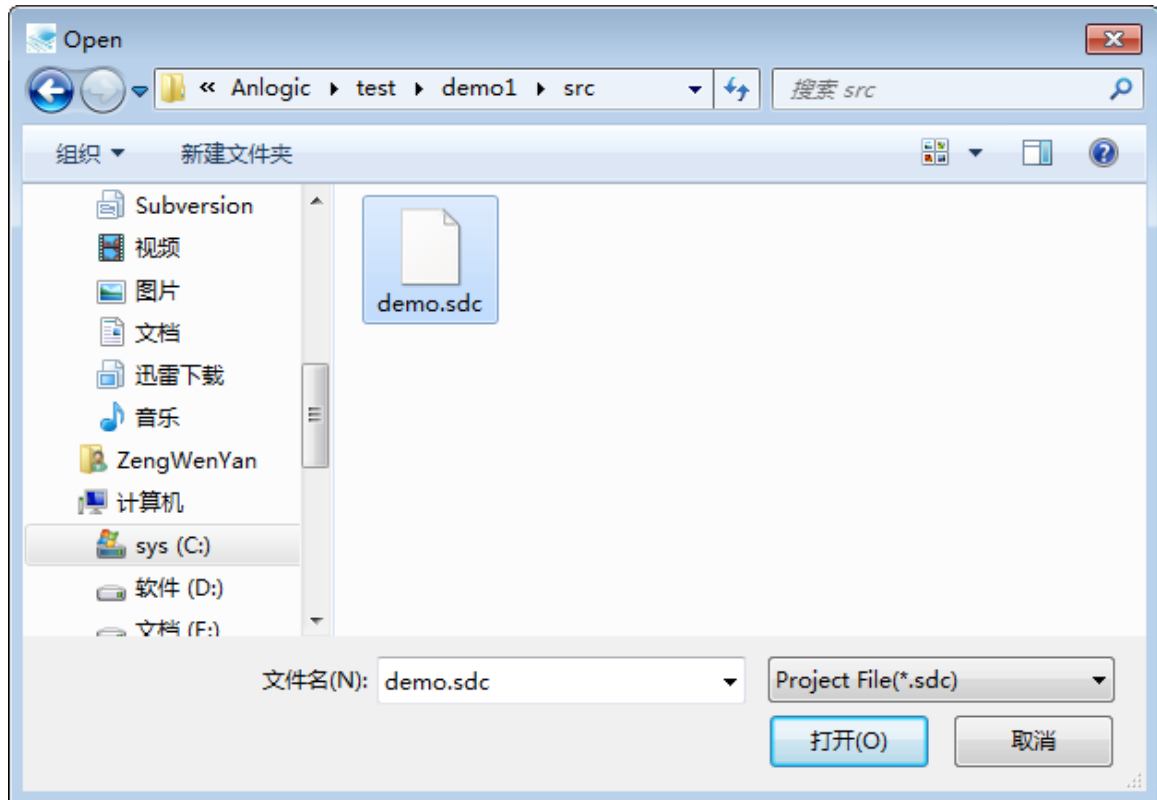 Open
« Anlogic ▸ test ▸ demo1 ▸ src
搜索 src
组织 新建文件夹
Subversion
视频
图片
文档
迅雷下载
音乐
ZengWenYan
计算机
sys (C:)
软件 (D:)
文档 (E:)
demo.sdc
文件名(N): demo.sdc Project File(*.sdc)
打开(O) 取消